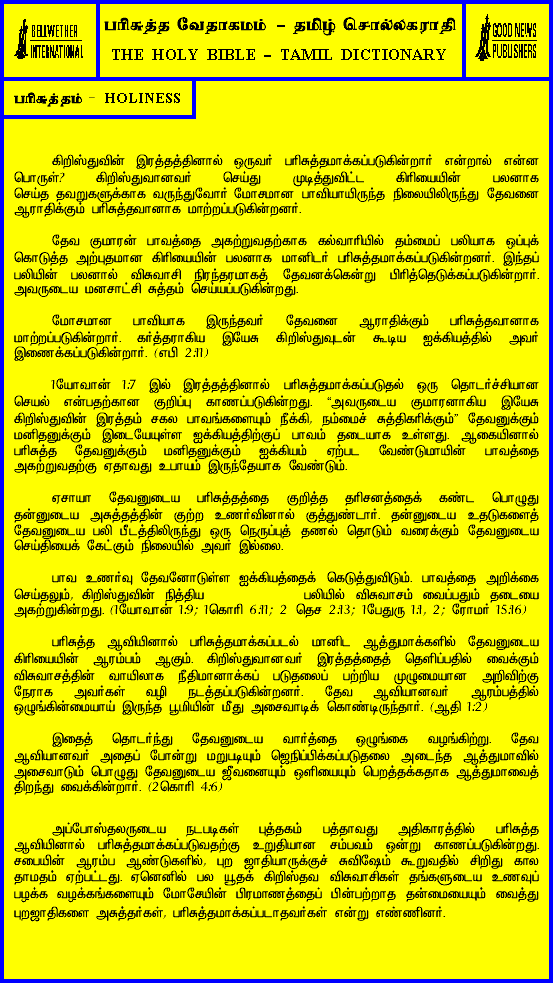 BELLWETHER
INTERNATIONAL
பரிசுத்த வேதாகமம் – தமிழ் சொல்லகராதி
THE HOLY BIBLE – TAMIL DICTIONARY
GOOD NEWS
PUBLISHERS
பரிசுத்தம் – HOLINESS
கிறிஸ்துவின் இரத்தத்தினால் ஒருவர் பரிசுத்தமாக்கப்படுகின்றார் என்றால் என்ன
பொருள்? கிறிஸ்துவானவர் செய்து முடித்துவிட்ட கிரியையின் பலனாக
செய்த தவறுகளுக்காக வருந்துவோர் மோசமான பாவியாயிருந்த நிலையிலிருந்து தேவனை
ஆராதிக்கும் பரிசுத்தவானாக மாற்றப்படுகின்றனர்.
தேவ குமாரன் பாவத்தை அகற்றுவதற்காக கல்வாரியில் தம்மைப் பலியாக ஒப்புக்
கொடுத்த அற்புதமான கிரியையின் பலனாக மானிடர் பரிசுத்தமாக்கப்படுகின்றனர். இந்தப்
பலியின் பலனால் விசுவாசி நிரந்தரமாகத் தேவனக்கென்று பிரித்தெடுக்கப்படுகின்றார்.
அவருடைய மனசாட்சி சுத்தம் செய்யப்படுகின்றது.
மோசமான பாவியாக இருந்தவர் தேவனை ஆராதிக்கும் பரிசுத்தவானாக
மாற்றப்படுகின்றார். கர்த்தராகிய இயேசு கிறிஸ்துவுடன் கூடிய ஐக்கியத்தில் அவர்
இணைக்கப்படுகின்றார். (எபி 2:11)
1யோவான் 1:7 இல் இரத்தத்தினால் பரிசுத்தமாக்கப்படுதல் ஒரு தொடர்ச்சியான
செயல் என்பதற்கான குறிப்பு காணப்படுகின்றது. “அவருடைய குமாரனாகிய இயேசு
கிறிஸ்துவின் இரத்தம் சகல பாவங்களையும் நீக்கி, நம்மைச் சுத்திகரிக்கும்” தேவனுக்கும்
மனிதனுக்கும் இடையேயுள்ள ஐக்கியத்திற்குப் பாவம் தடையாக உள்ளது. ஆகையினால்
பரிசுத்த தேவனுக்கும் மனிதனுக்கும் ஐக்கியம் ஏற்பட வேண்டுமாயின் பாவத்தை
அகற்றுவதற்கு ஏதாவது உபாயம் இருந்தேயாக வேண்டும்.
ஏசாயா தேவனுடைய பரிசுத்தத்தை குறித்த தரிசனத்தைக் கண்ட பொழுது
தன்னுடைய அசுத்தத்தின் குற்ற உணர்வினால் குத்துண்டார். தன்னுடைய உதடுகளைத்
தேவனுடைய பலி பீடத்திலிருந்து ஒரு நெருப்புத் தணல் தொடும் வரைக்கும் தேவனுடைய
செய்தியைக் கேட்கும் நிலையில் அவர் இல்லை.
பாவ உணர்வு தேவனோடுள்ள ஐக்கியத்தைக் கெடுத்துவிடும். பாவத்தை அறிக்கை
செய்தலும், கிறிஸ்துவின் நித்திய பலியில் விசுவாசம் வைப்பதும் தடையை
அகற்றுகின்றது. (1யோவான் 1:9; 1கொரி 6:11; 2 தெச 2:13; 1பேதுரு 1:1, 2; ரோமர் 15:16)
பரிசுத்த ஆவியினால் பரிசுத்தமாக்கப்படல் மானிட ஆத்துமாக்களில் தேவனுடைய
கிரியையின் ஆரம்பம் ஆகும். கிறிஸ்துவானவர் இரத்தத்தைத் தெளிப்பதில் வைக்கும்
விசுவாசத்தின் வாயிலாக நீதிமானாக்கப் படுதலைப் பற்றிய முழுமையான அறிவிற்கு
நேராக அவர்கள் வழி நடத்தப்படுகின்றனர். தேவ ஆவியானவர் ஆரம்பத்தில்
ஒழுங்கின்மையாய் இருந்த பூமியின் மீது அசைவாடிக் கொண்டிருந்தார். (ஆதி 1:2)
இதைத் தொடர்ந்து தேவனுடைய வார்த்தை ஒழுங்கை வழங்கிற்று. தேவ
ஆவியானவர் அதைப் போன்று மறுபடியும் ஜெநிப்பிக்கப்படுதலை அடைந்த ஆத்துமாவில்
அசைவாடும் பொழுது தேவனுடைய ஜீவனையும் ஒளியையும் பெறத்தக்கதாக ஆத்துமாவைத்
திறந்து வைக்கின்றார். (2கொரி 4:6)
அப்போஸ்தலருடைய நடபடிகள் புத்தகம் பத்தாவது அதிகாரத்தில் பரிசுத்த
ஆவியினால் பரிசுத்தமாக்கப்படுவதற்கு உறுதியான சம்பவம் ஒன்று காணப்படுகின்றது.
சபையின் ஆரம்ப ஆண்டுகளில், புற ஜாதியாருக்குச் சுவிஷேம் கூறுவதில் சிறிது கால
தாமதம் ஏற்பட்டது. ஏனெனில் பல யூதக் கிறிஸ்தவ விசுவாசிகள் தங்களுடைய உணவுப்
பழக்க வழக்கங்களையும் மோசேயின் பிரமாணத்தைப் பின்பற்றாத தன்மையையும் வைத்து
புறஜாதிகளை அசுத்தர்கள், பரிசுத்தமாக்கப்படாதவர்கள் என்று எண்ணினர்.